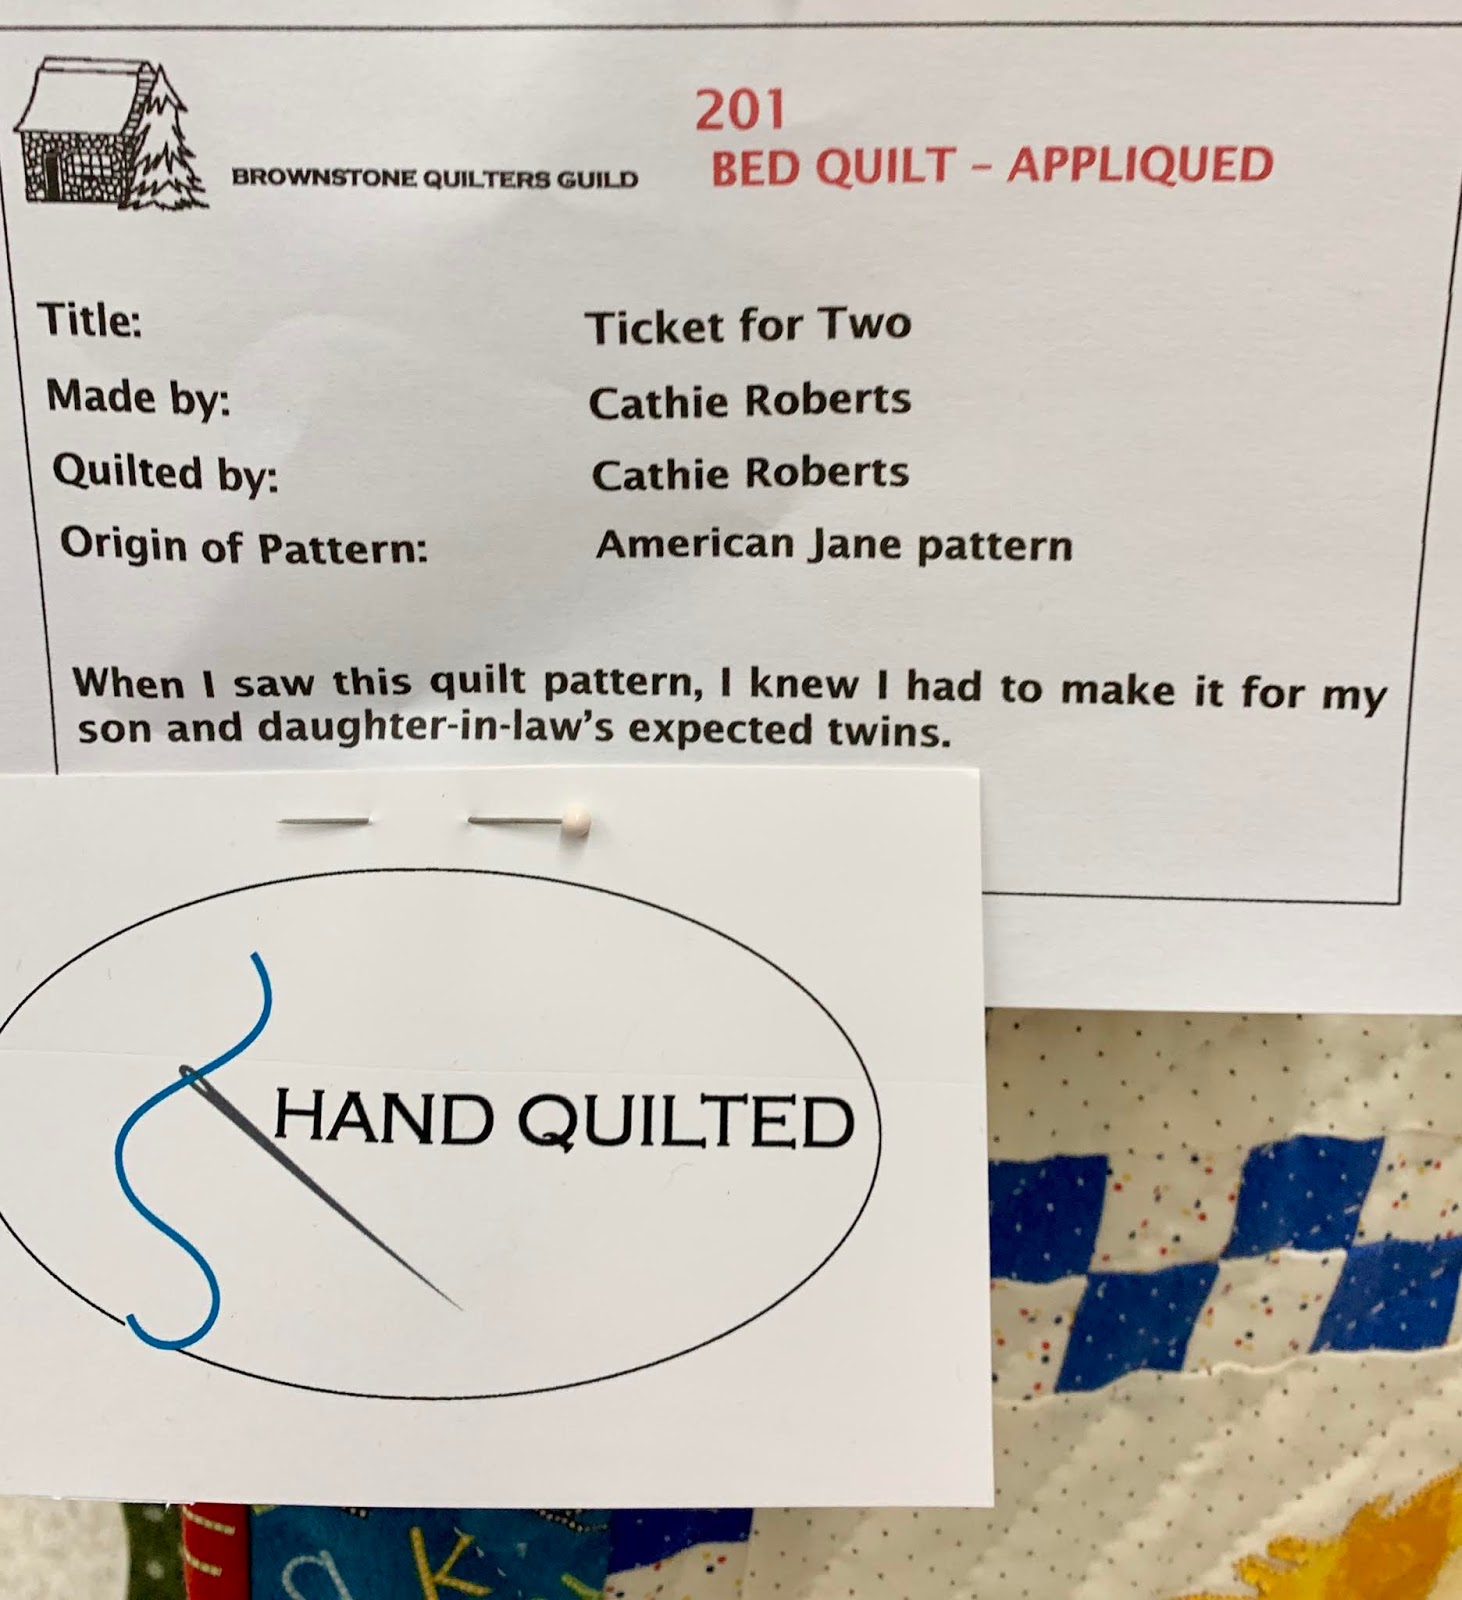 201
BROWNSTONE QUILTERS GUILD
BED QUILT – APPLIQUED
Title: Ticket for Two
Made by: Cathie Roberts
Quilted by: Cathie Roberts
Origin of Pattern: American Jane pattern
When I saw this quilt pattern, I knew I had to make it for my
son and daughter-in-law's expected twins.
HAND QUILTED
a k